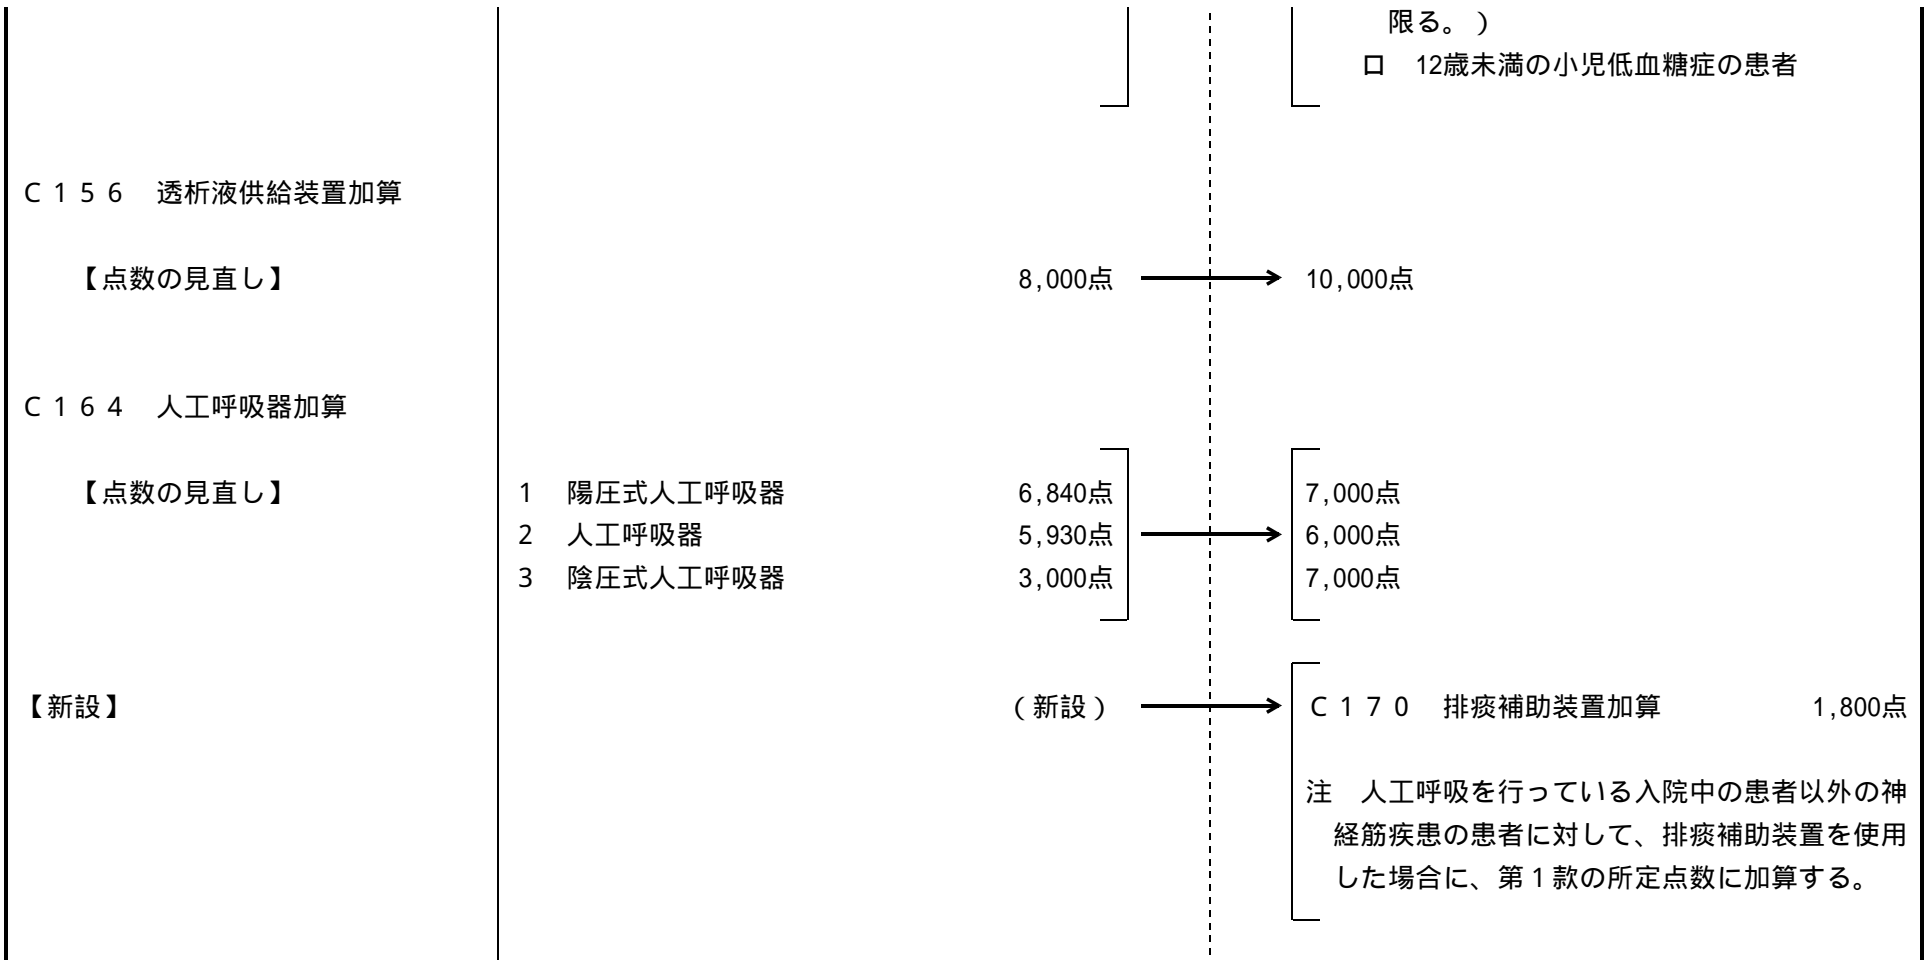 限る。）
ロ　12歳未満の小児低血糖症の患者
Ｃ１５６　透析液供給装置加算
【点数の見直し】　8,000点　10,000点
Ｃ１６４　人工呼吸器加算
【点数の見直し】　1　陽圧式人工呼吸器　6,840点　7,000点
2　人工呼吸器　5,930点　6,000点
3　陰圧式人工呼吸器　3,000点　7,000点
【新設】　（新設）　Ｃ１７０　排痰補助装置加算　1,800点
注　人工呼吸を行っている入院中の患者以外の神
経筋疾患の患者に対して、排痰補助装置を使用
した場合に、第１款の所定点数に加算する。